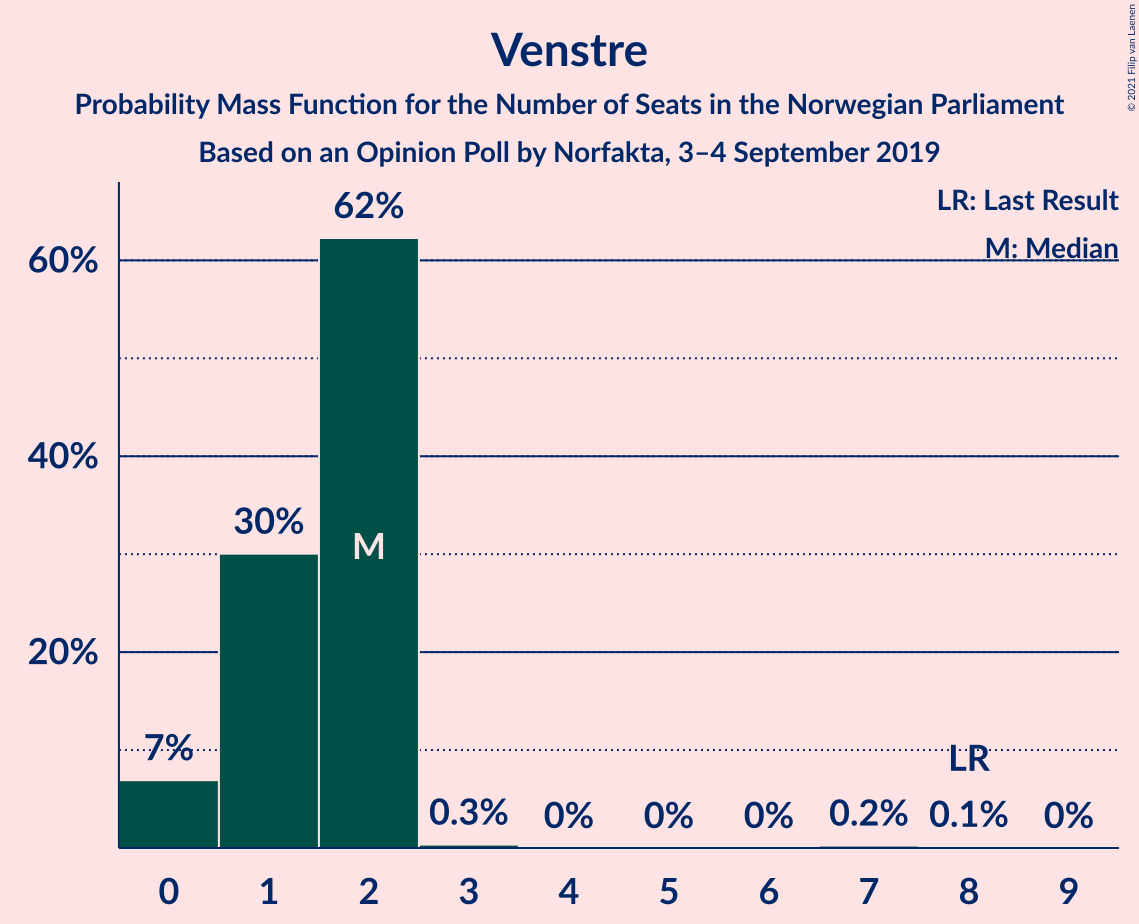 Venstre
Probability Mass Function for the Number of Seats in the Norwegian Parliament
Based on an Opinion Poll by Norfakta, 3–4 September 2019
© 2021 Filip van Laenen
LR: Last Result
M: Median
62%
60%
40%
30%
M
20%
7%
LR
0.3% 0% 0% 0% 0.2% 0.1% 0%
0 1 2 3 4 5 6 7 8 9